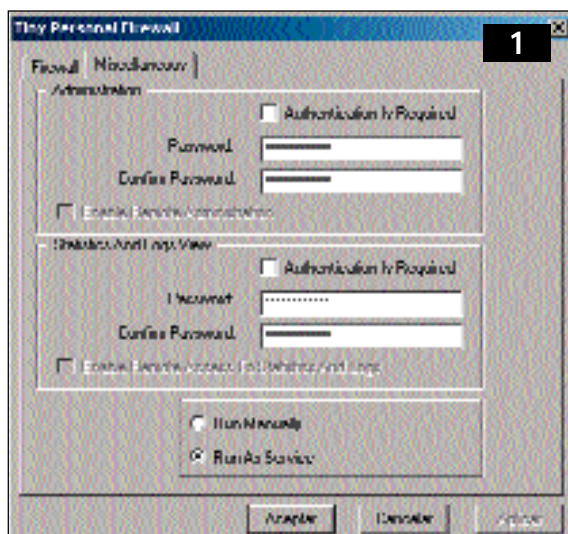 Tiny Personal Firewall
1
Firewall
Miscellaneous
Administration
Authentication Is Required
Password:
Confirm Password:
Enable Remote Administration
Statistics And Logs View
Authentication Is Required
Password:
Confirm Password:
Enable Remote Access To Statistics And Logs
Run Manually
Run As Service
Aceptar
Cancelar
Aplicar